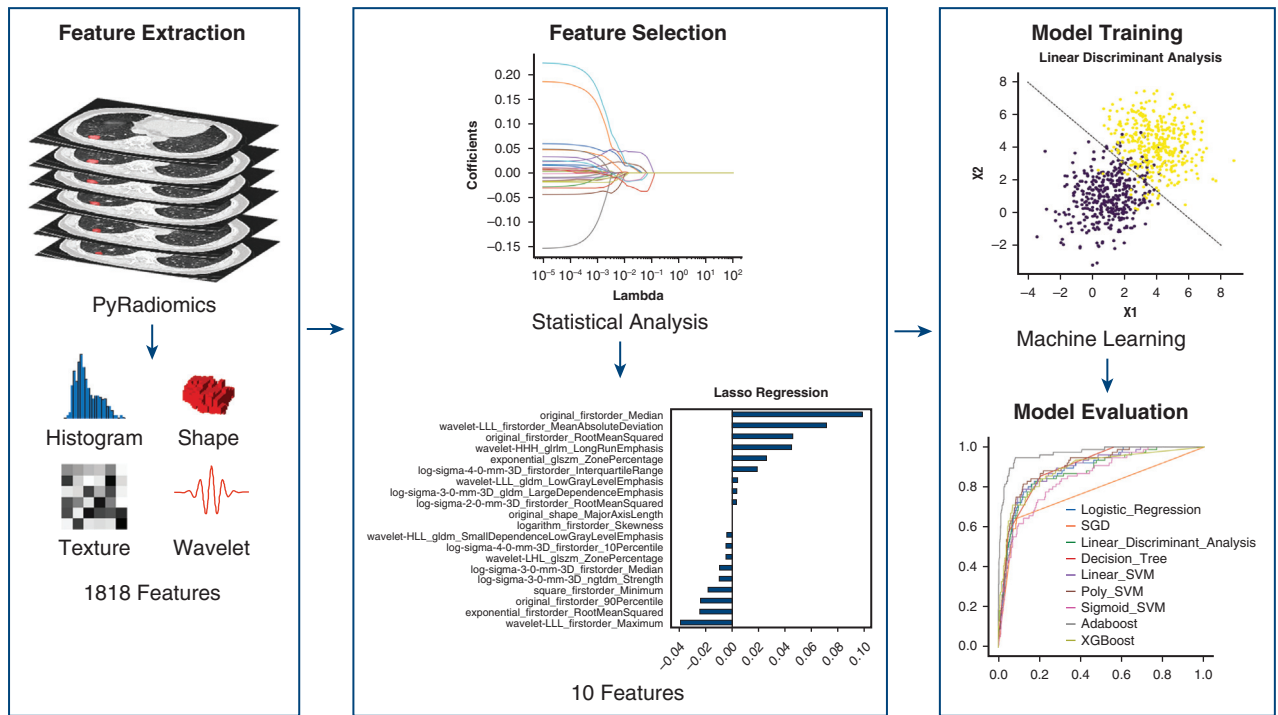 Feature Extraction
PyRadiomics
Histogram
Shape
Texture
Wavelet
1818 Features
Feature Selection
0.20
0.15
0.10
0.05
0.00
−0.05
−0.10
−0.15
Cofficients
10⁻⁵ 10⁻⁴ 10⁻³ 10⁻² 10⁻¹ 10⁰ 10¹ 10²
Lambda
Statistical Analysis
Lasso Regression
original_firstorder_Median
wavelet-LLL_firstorder_MeanAbsoluteDeviation
original_firstorder_RootMeanSquared
wavelet-HHH_glrlm_LongRunEmphasis
exponential_glszm_ZonePercentage
log-sigma-4-0-mm-3D_firstorder_InterquartileRange
wavelet-LLL_gldm_LowGrayLevelEmphasis
log-sigma-3-0-mm-3D_gldm_LargeDependenceEmphasis
log-sigma-2-0-mm-3D_firstorder_RootMeanSquared
original_shape_MajorAxisLength
logarithm_firstorder_Skewness
wavelet-HLL_gldm_SmallDependenceLowGrayLevelEmphasis
log-sigma-4-0-mm-3D_firstorder_10Percentile
wavelet-LHL_glszm_ZonePercentage
log-sigma-3-0-mm-3D_firstorder_Median
log-sigma-3-0-mm-3D_ngtdm_Strength
square_firstorder_Minimum
original_firstorder_90Percentile
exponential_firstorder_RootMeanSquared
wavelet-LLL_firstorder_Maximum
−0.04 −0.02 0.00 0.02 0.04 0.06 0.08 0.10
10 Features
Model Training
Linear Discriminant Analysis
8
6
4
2
0
−2
X2
−4 −2 0 2 4 6 8
X1
Machine Learning
Model Evaluation
1.0
0.8
0.6
0.4
0.2
0.0
Logistic_Regression
SGD
Linear_Discriminant_Analysis
Decision_Tree
Linear_SVM
Poly_SVM
Sigmoid_SVM
Adaboost
XGBoost
0.0 0.2 0.4 0.6 0.8 1.0